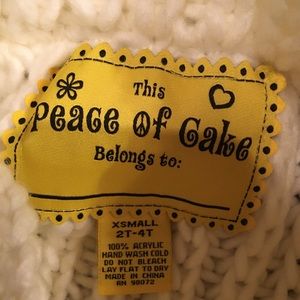 This
Peace of Cake
Belongs to:
XSMALL
2T-4T
100% ACRYLIC
HAND WASH COLD
DO NOT BLEACH
LAY FLAT TO DRY
MADE IN CHINA
RN 90072